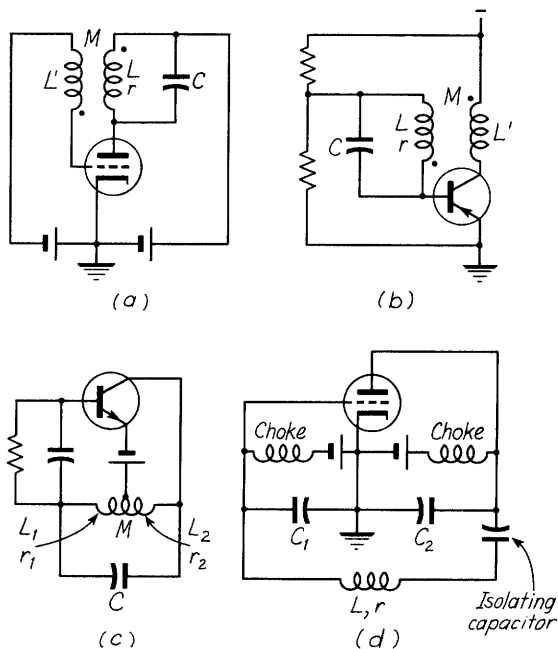 M
L'
L
r
C
(a)
–
M
L
r
C
L'
(b)
L₁
r₁
M
L₂
r₂
C
(c)
Choke
Choke
C₁
C₂
L, r
Isolating
capacitor
(d)